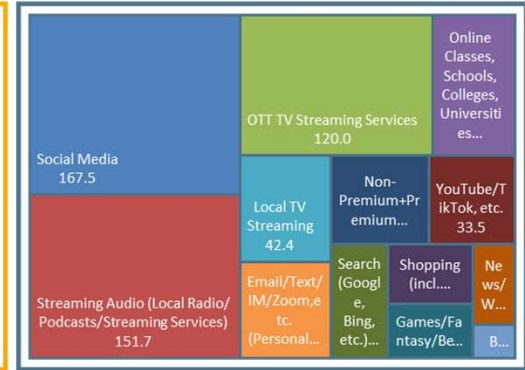 Social Media
167.5
Streaming Audio (Local Radio/
Podcasts/Streaming Services)
151.7
OTT TV Streaming Services
120.0
Online
Classes,
Schools,
Colleges,
Universiti
es...
Local TV
Streaming
42.4
Email/Text/
IM/Zoom,e
tc.
(Personal...
Non-
Premium+Pr
emium...
YouTube/T
ikTok, etc.
33.5
Search
(Googl
e,
Bing,
etc.)...
Shopping
(incl....
Games/Fa
ntasy/Be...
Ne
ws/
W...
B...